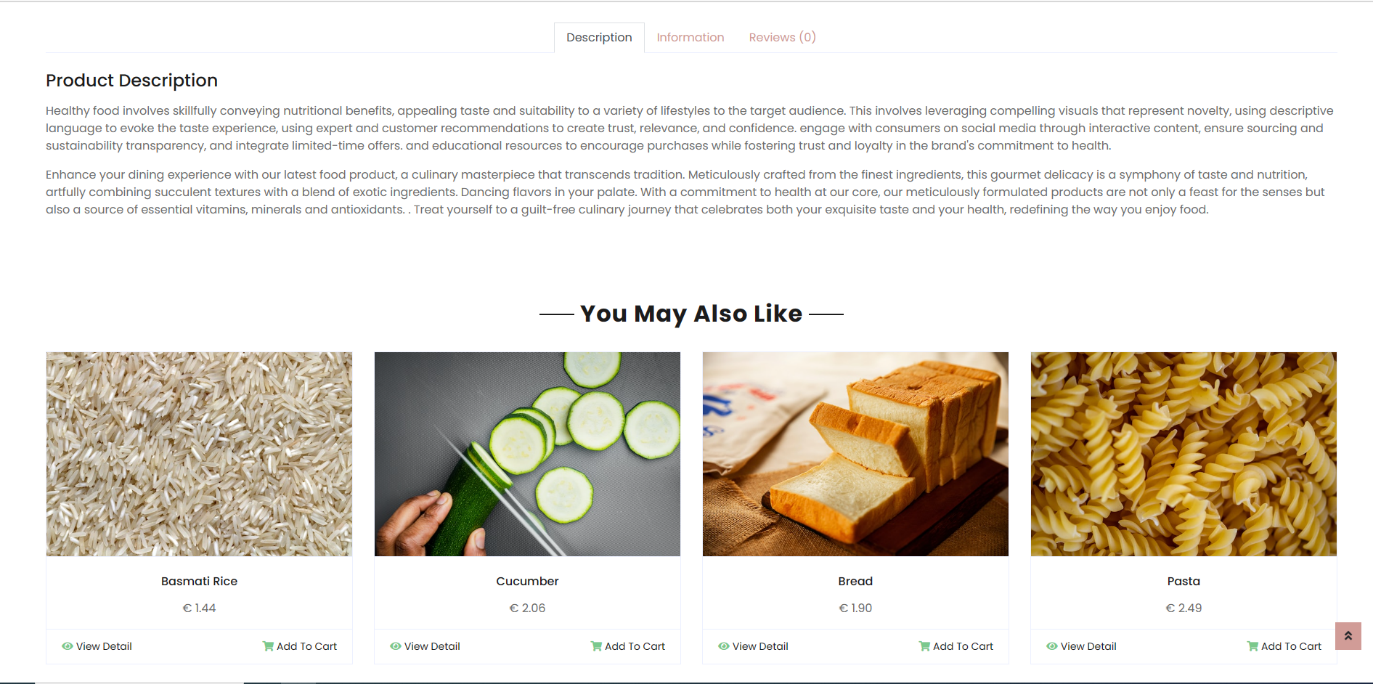 Description Information Reviews (0)
Product Description
Healthy food involves skillfully conveying nutritional benefits, appealing taste and suitability to a variety of lifestyles to the target audience. This involves leveraging compelling visuals that represent novelty, using descriptive
language to evoke the taste experience, using expert and customer recommendations to create trust, relevance, and confidence. engage with consumers on social media through interactive content, ensure sourcing and
sustainability transparency, and integrate limited-time offers. and educational resources to encourage purchases while fostering trust and loyalty in the brand's commitment to health.
Enhance your dining experience with our latest food product, a culinary masterpiece that transcends tradition. Meticulously crafted from the finest ingredients, this gourmet delicacy is a symphony of taste and nutrition,
artfully combining succulent textures with a blend of exotic ingredients. Dancing flavors in your palate. With a commitment to health at our core, our meticulously formulated products are not only a feast for the senses but
also a source of essential vitamins, minerals and antioxidants. . Treat yourself to a guilt-free culinary journey that celebrates both your exquisite taste and your health, redefining the way you enjoy food.
You May Also Like
Basmati Rice
€ 1.44
View Detail Add To Cart
Cucumber
€ 2.06
View Detail Add To Cart
Bread
€ 1.90
View Detail Add To Cart
Pasta
€ 2.49
View Detail Add To Cart